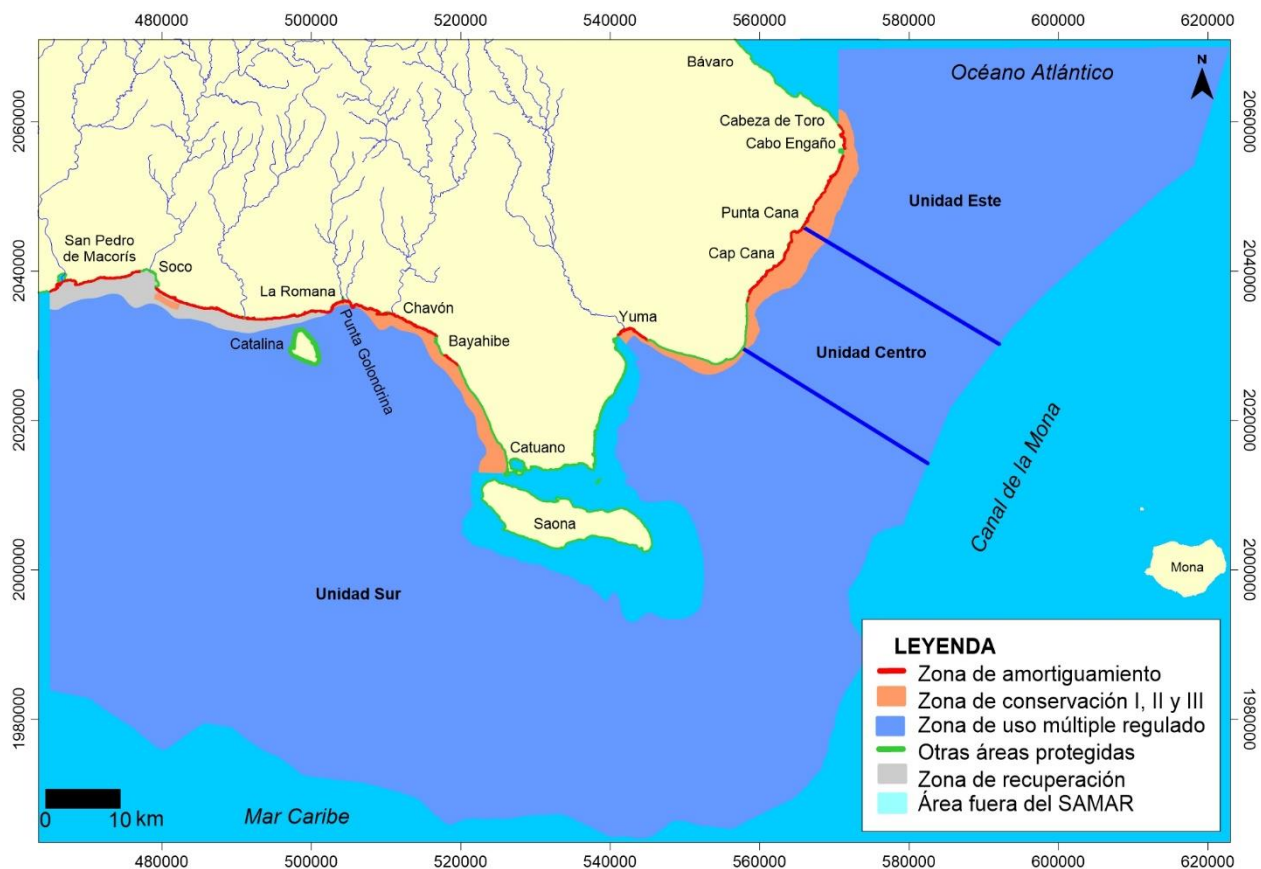 480000 500000 520000 540000 560000 580000 600000 620000
Bávaro
Océano Atlántico
N
2060000
Cabeza de Toro
2060000
Cabo Engaño
Punta Cana
Unidad Este
San Pedro
de Macorís
Soco
Cap Cana
2040000
2040000
La Romana
Chavón
Yuma
Punta Golondrina
Catalina
Bayahibe
Unidad Centro
2020000
2020000
Catuano
Canal de la Mona
Saona
2000000
Mona
2000000
Unidad Sur
LEYENDA
Zona de amortiguamiento
Zona de conservación I, II y III
Zona de uso múltiple regulado
Otras áreas protegidas
Zona de recuperación
Área fuera del SAMAR
1980000
1980000
0 10 km
Mar Caribe
480000 500000 520000 540000 560000 580000 600000 620000